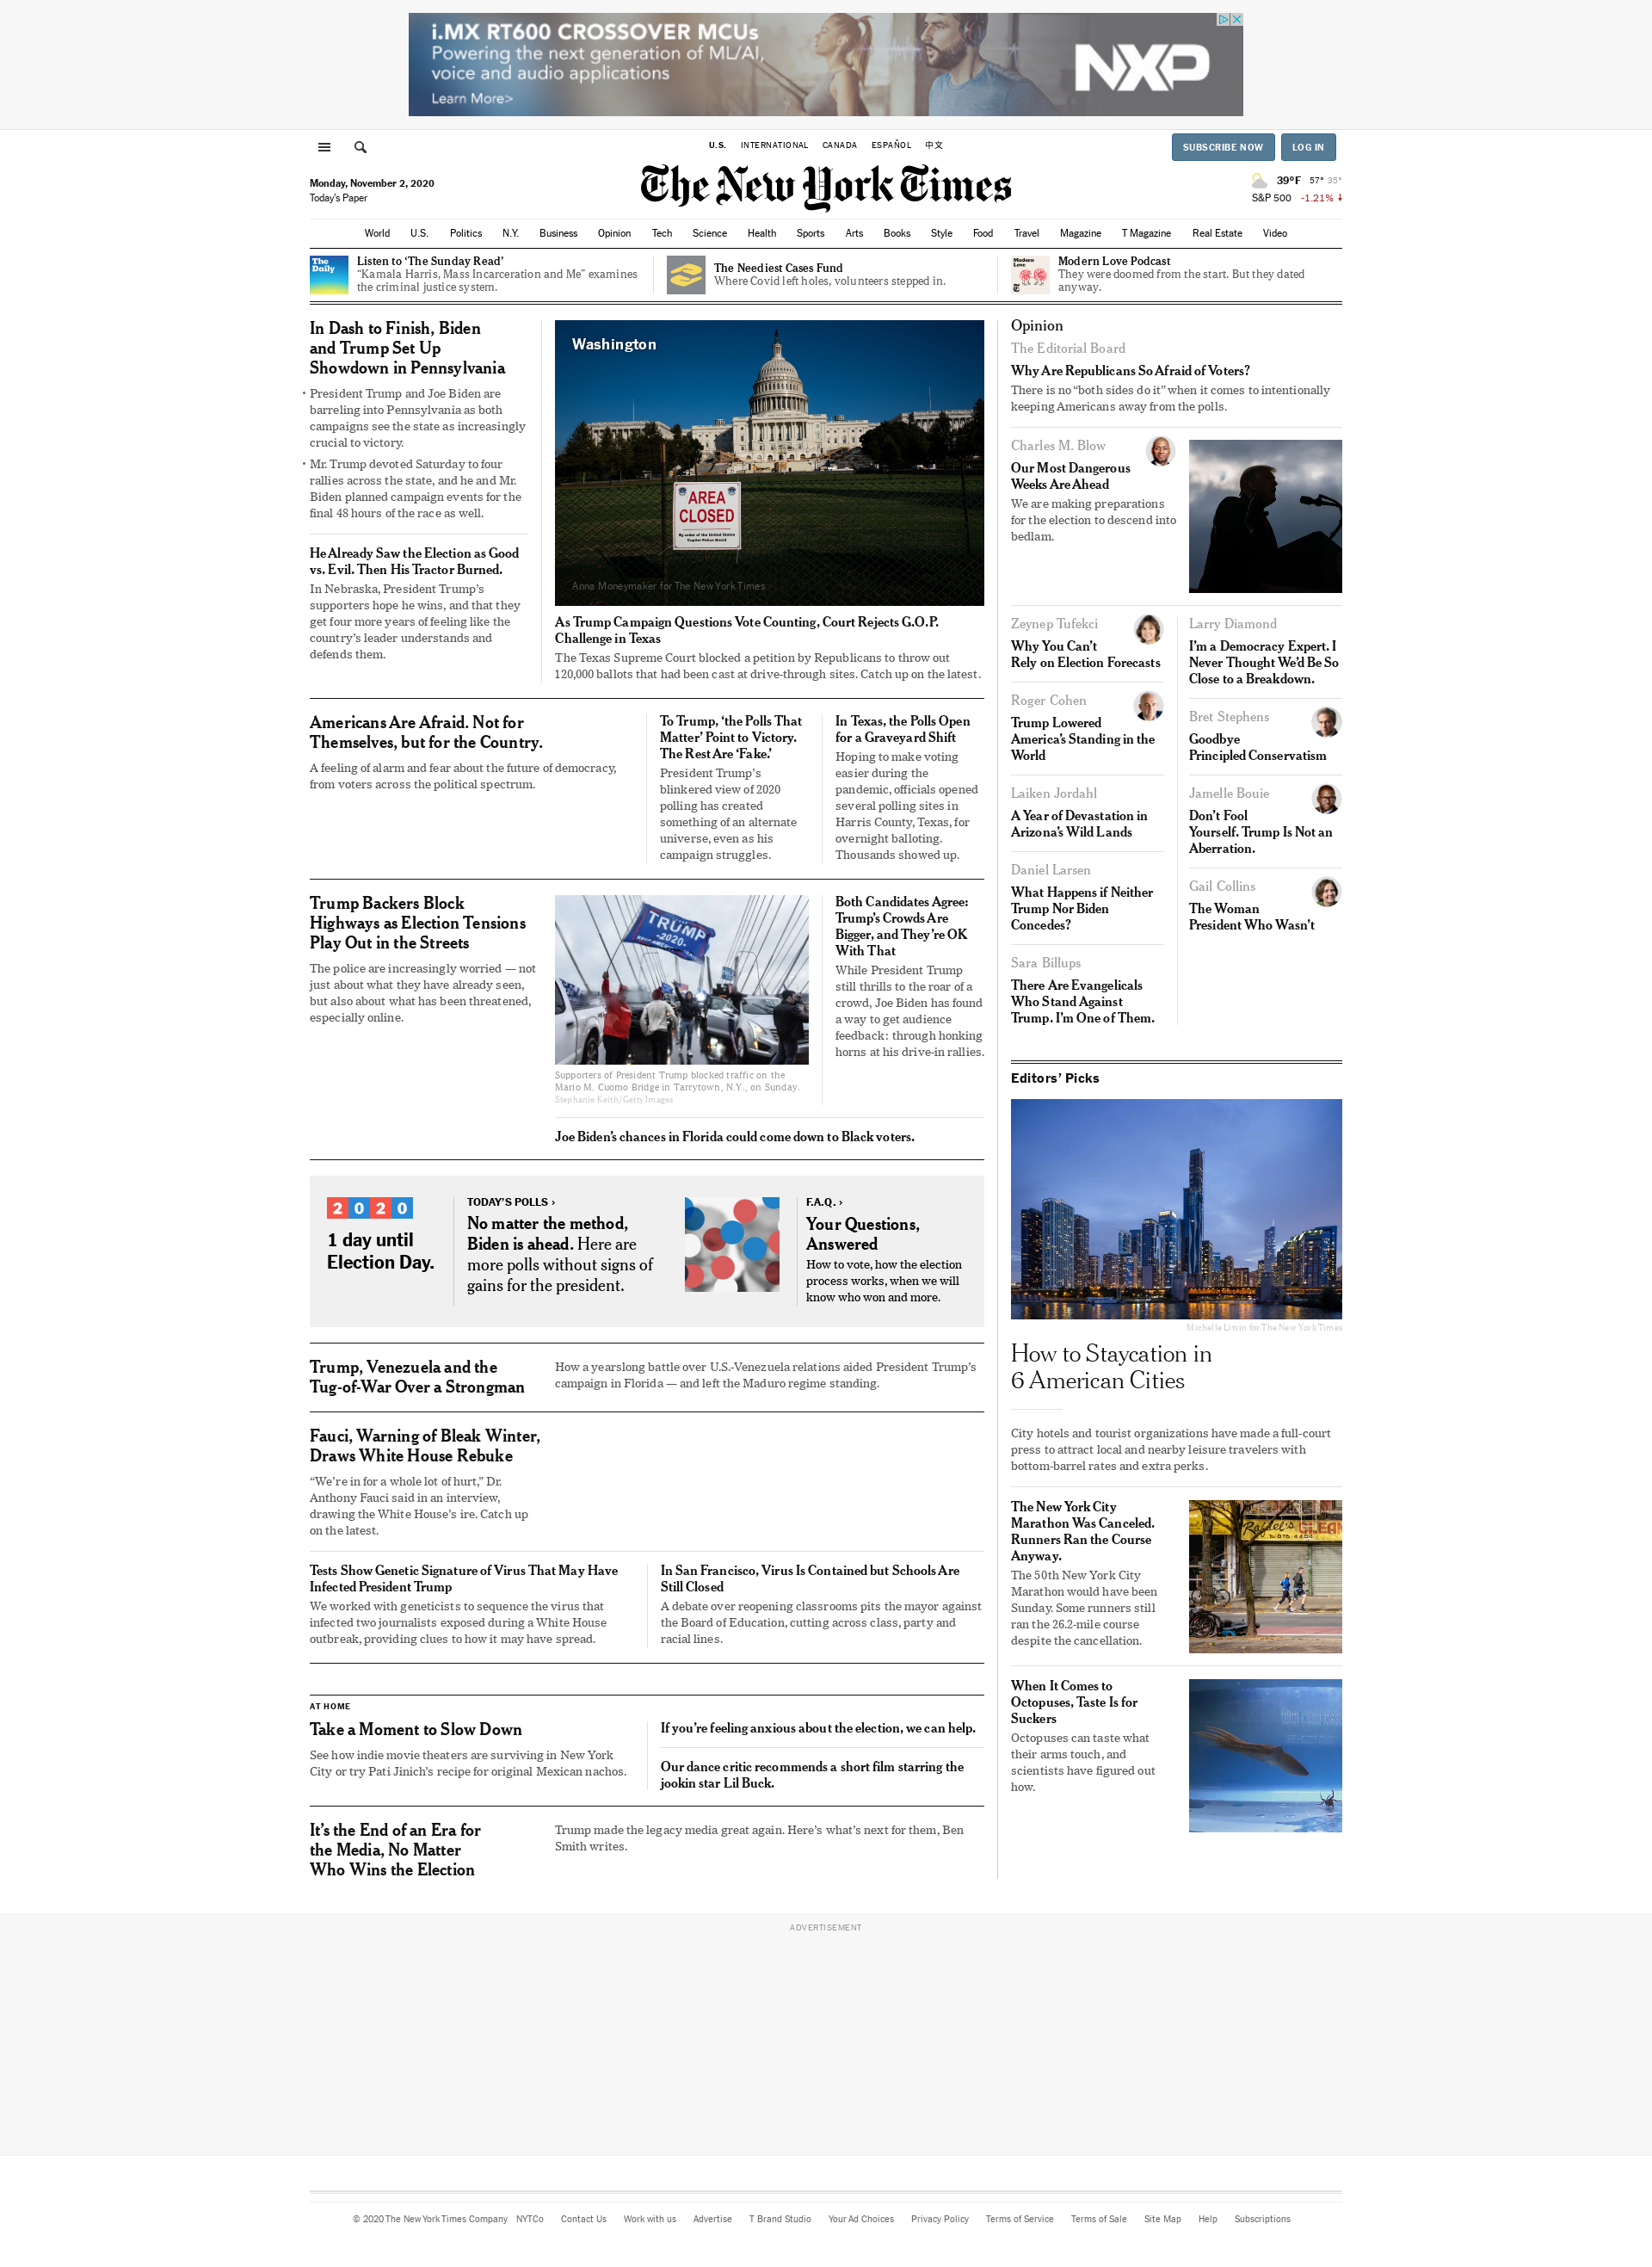 i.MX RT600 CROSSOVER MCUs
Powering the next generation of ML/AI,
voice and audio applications
Learn More>
NXP
U.S.
INTERNATIONAL
CANADA
ESPAÑOL
中文
SUBSCRIBE NOW
LOG IN
Monday, November 2, 2020
Today's Paper
The New York Times
39°F 57° 35°
S&P 500 -1.21%
World
U.S.
Politics
N.Y.
Business
Opinion
Tech
Science
Health
Sports
Arts
Books
Style
Food
Travel
Magazine
T Magazine
Real Estate
Video
The
Daily
Listen to ‘The Sunday Read’
“Kamala Harris, Mass Incarceration and Me” examines
the criminal justice system.
The Neediest Cases Fund
Where Covid left holes, volunteers stepped in.
Modern
Love
Modern Love Podcast
They were doomed from the start. But they dated
anyway.
In Dash to Finish, Biden
and Trump Set Up
Showdown in Pennsylvania
• President Trump and Joe Biden are
barreling into Pennsylvania as both
campaigns see the state as increasingly
crucial to victory.
• Mr. Trump devoted Saturday to four
rallies across the state, and he and Mr.
Biden planned campaign events for the
final 48 hours of the race as well.
He Already Saw the Election as Good
vs. Evil. Then His Tractor Burned.
In Nebraska, President Trump’s
supporters hope he wins, and that they
get four more years of feeling like the
country’s leader understands and
defends them.
Washington
AREA
CLOSED
By order of the United States
Capitol Police Board
Anna Moneymaker for The New York Times
As Trump Campaign Questions Vote Counting, Court Rejects G.O.P.
Challenge in Texas
The Texas Supreme Court blocked a petition by Republicans to throw out
120,000 ballots that had been cast at drive-through sites. Catch up on the latest.
Americans Are Afraid. Not for
Themselves, but for the Country.
A feeling of alarm and fear about the future of democracy,
from voters across the political spectrum.
To Trump, ‘the Polls That
Matter’ Point to Victory.
The Rest Are ‘Fake.’
President Trump’s
blinkered view of 2020
polling has created
something of an alternate
universe, even as his
campaign struggles.
In Texas, the Polls Open
for a Graveyard Shift
Hoping to make voting
easier during the
pandemic, officials opened
several polling sites in
Harris County, Texas, for
overnight balloting.
Thousands showed up.
Trump Backers Block
Highways as Election Tensions
Play Out in the Streets
The police are increasingly worried — not
just about what they have already seen,
but also about what has been threatened,
especially online.
TRUMP
2020
Supporters of President Trump blocked traffic on the
Mario M. Cuomo Bridge in Tarrytown, N.Y., on Sunday.
Stephanie Keith/Getty Images
Both Candidates Agree:
Trump’s Crowds Are
Bigger, and They’re OK
With That
While President Trump
still thrills to the roar of a
crowd, Joe Biden has found
a way to get audience
feedback: through honking
horns at his drive-in rallies.
Joe Biden’s chances in Florida could come down to Black voters.
2020
1 day until
Election Day.
TODAY’S POLLS ›
No matter the method,
Biden is ahead. Here are
more polls without signs of
gains for the president.
F.A.Q. ›
Your Questions,
Answered
How to vote, how the election
process works, when we will
know who won and more.
Trump, Venezuela and the
Tug-of-War Over a Strongman
How a yearslong battle over U.S.-Venezuela relations aided President Trump’s
campaign in Florida — and left the Maduro regime standing.
Fauci, Warning of Bleak Winter,
Draws White House Rebuke
“We’re in for a whole lot of hurt,” Dr.
Anthony Fauci said in an interview,
drawing the White House’s ire. Catch up
on the latest.
Tests Show Genetic Signature of Virus That May Have
Infected President Trump
We worked with geneticists to sequence the virus that
infected two journalists exposed during a White House
outbreak, providing clues to how it may have spread.
In San Francisco, Virus Is Contained but Schools Are
Still Closed
A debate over reopening classrooms pits the mayor against
the Board of Education, cutting across class, party and
racial lines.
AT HOME
Take a Moment to Slow Down
See how indie movie theaters are surviving in New York
City or try Pati Jinich’s recipe for original Mexican nachos.
If you’re feeling anxious about the election, we can help.
Our dance critic recommends a short film starring the
jookin star Lil Buck.
It’s the End of an Era for
the Media, No Matter
Who Wins the Election
Trump made the legacy media great again. Here’s what’s next for them, Ben
Smith writes.
Opinion
The Editorial Board
Why Are Republicans So Afraid of Voters?
There is no “both sides do it” when it comes to intentionally
keeping Americans away from the polls.
Charles M. Blow
Our Most Dangerous
Weeks Are Ahead
We are making preparations
for the election to descend into
bedlam.
Zeynep Tufekci
Why You Can’t
Rely on Election Forecasts
Roger Cohen
Trump Lowered
America’s Standing in the
World
Laiken Jordahl
A Year of Devastation in
Arizona’s Wild Lands
Daniel Larsen
What Happens if Neither
Trump Nor Biden
Concedes?
Sara Billups
There Are Evangelicals
Who Stand Against
Trump. I’m One of Them.
Larry Diamond
I’m a Democracy Expert. I
Never Thought We’d Be So
Close to a Breakdown.
Bret Stephens
Goodbye
Principled Conservatism
Jamelle Bouie
Don’t Fool
Yourself. Trump Is Not an
Aberration.
Gail Collins
The Woman
President Who Wasn’t
Editors’ Picks
Michelle Litvin for The New York Times
How to Staycation in
6 American Cities
City hotels and tourist organizations have made a full-court
press to attract local and nearby leisure travelers with
bottom-barrel rates and extra perks.
The New York City
Marathon Was Canceled.
Runners Ran the Course
Anyway.
The 50th New York City
Marathon would have been
Sunday. Some runners still
ran the 26.2-mile course
despite the cancellation.
When It Comes to
Octopuses, Taste Is for
Suckers
Octopuses can taste what
their arms touch, and
scientists have figured out
how.
ADVERTISEMENT
© 2020 The New York Times Company
NYTCo
Contact Us
Work with us
Advertise
T Brand Studio
Your Ad Choices
Privacy Policy
Terms of Service
Terms of Sale
Site Map
Help
Subscriptions